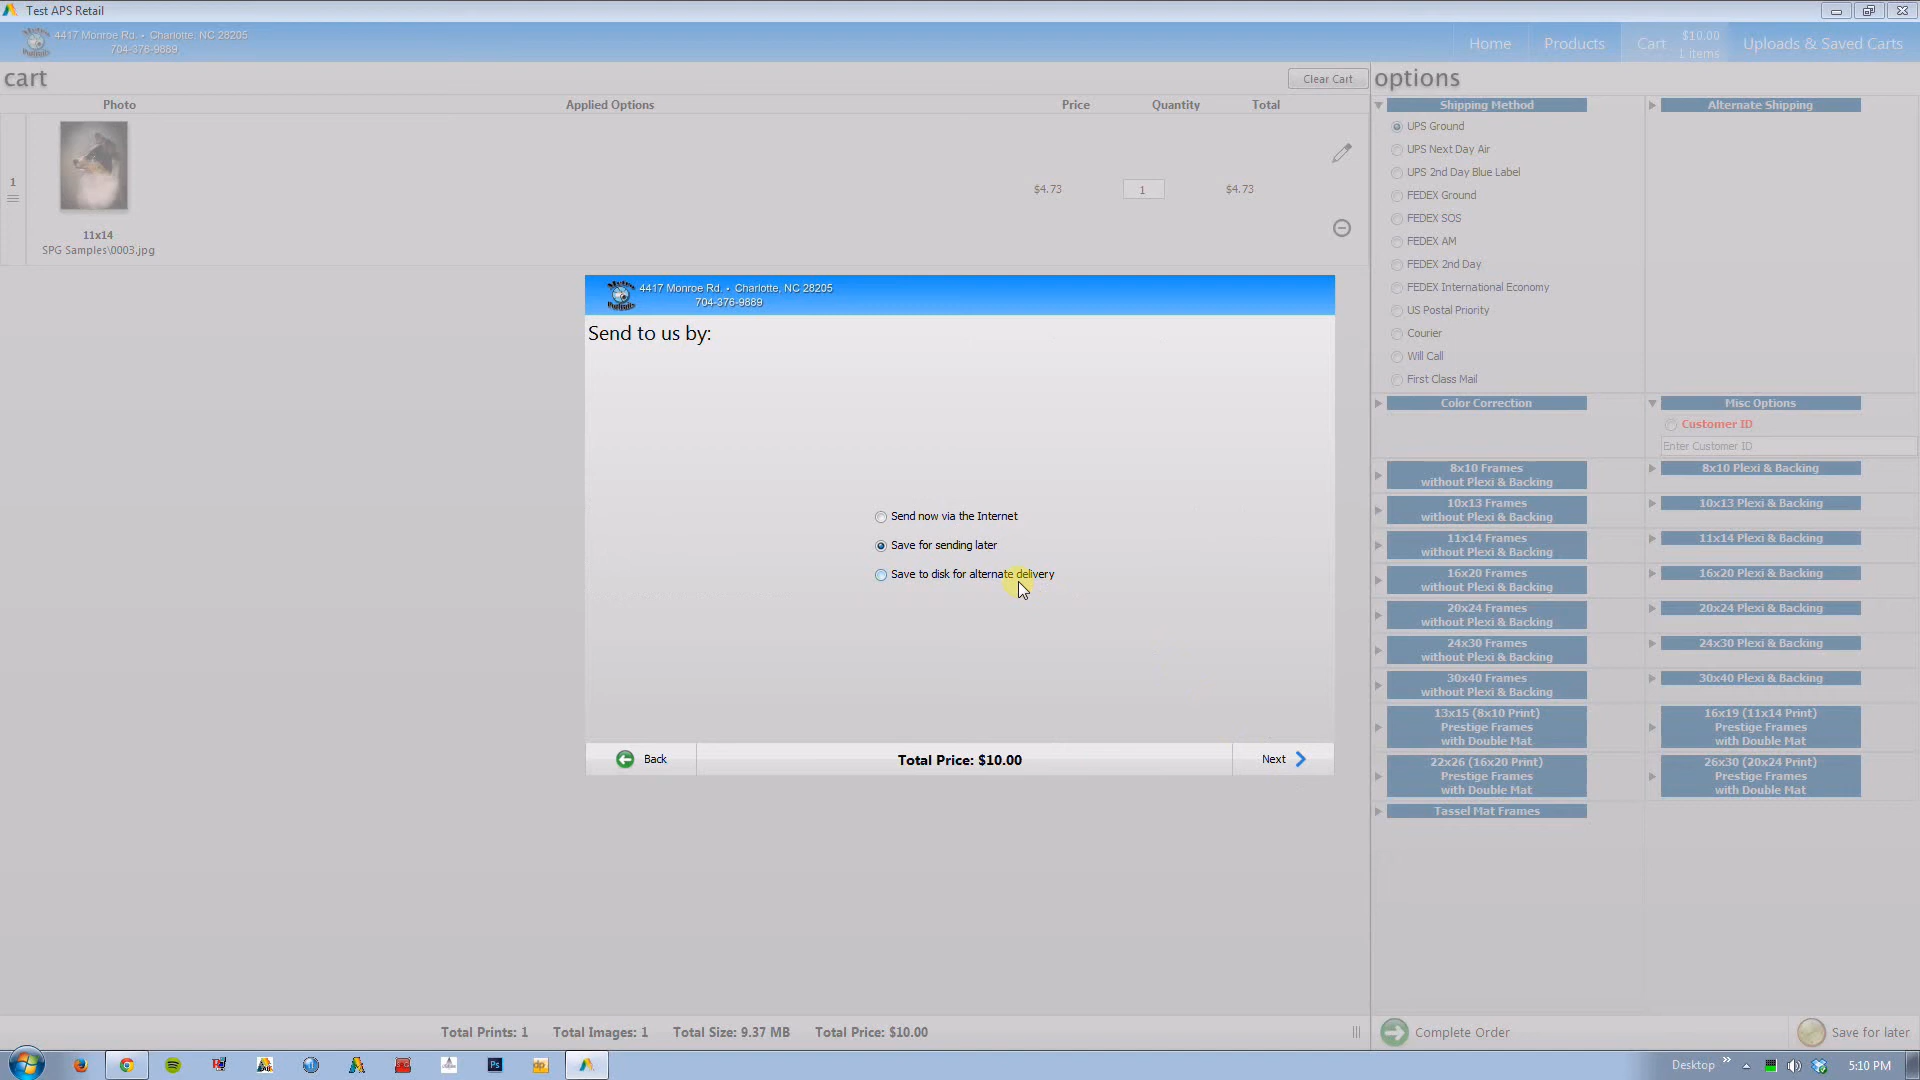 Test APS Retail
4417 Monroe Rd. • Charlotte, NC 28205
704-376-9889
Home
Products
Cart
$10.00
1 items
Uploads & Saved Carts
cart
Clear Cart
Photo
Applied Options
Price
Quantity
Total
1
11x14
SPG Samples\0003.jpg
$4.73
1
$4.73
options
Shipping Method
UPS Ground
UPS Next Day Air
UPS 2nd Day Blue Label
FEDEX Ground
FEDEX SOS
FEDEX AM
FEDEX 2nd Day
FEDEX International Economy
US Postal Priority
Courier
Will Call
First Class Mail
Alternate Shipping
Color Correction
Misc Options
Customer ID
Enter Customer ID
8x10 Frames
without Plexi & Backing
8x10 Plexi & Backing
10x13 Frames
without Plexi & Backing
10x13 Plexi & Backing
11x14 Frames
without Plexi & Backing
11x14 Plexi & Backing
16x20 Frames
without Plexi & Backing
16x20 Plexi & Backing
20x24 Frames
without Plexi & Backing
20x24 Plexi & Backing
24x30 Frames
without Plexi & Backing
24x30 Plexi & Backing
30x40 Frames
without Plexi & Backing
30x40 Plexi & Backing
13x15 (8x10 Print)
Prestige Frames
with Double Mat
16x19 (11x14 Print)
Prestige Frames
with Double Mat
22x26 (16x20 Print)
Prestige Frames
with Double Mat
26x30 (20x24 Print)
Prestige Frames
with Double Mat
Tassel Mat Frames
4417 Monroe Rd. • Charlotte, NC 28205
704-376-9889
Send to us by:
Send now via the Internet
Save for sending later
Save to disk for alternate delivery
Back
Total Price: $10.00
Next
Total Prints: 1
Total Images: 1
Total Size: 9.37 MB
Total Price: $10.00
Complete Order
Save for later
Ps
dp
Desktop
5:10 PM